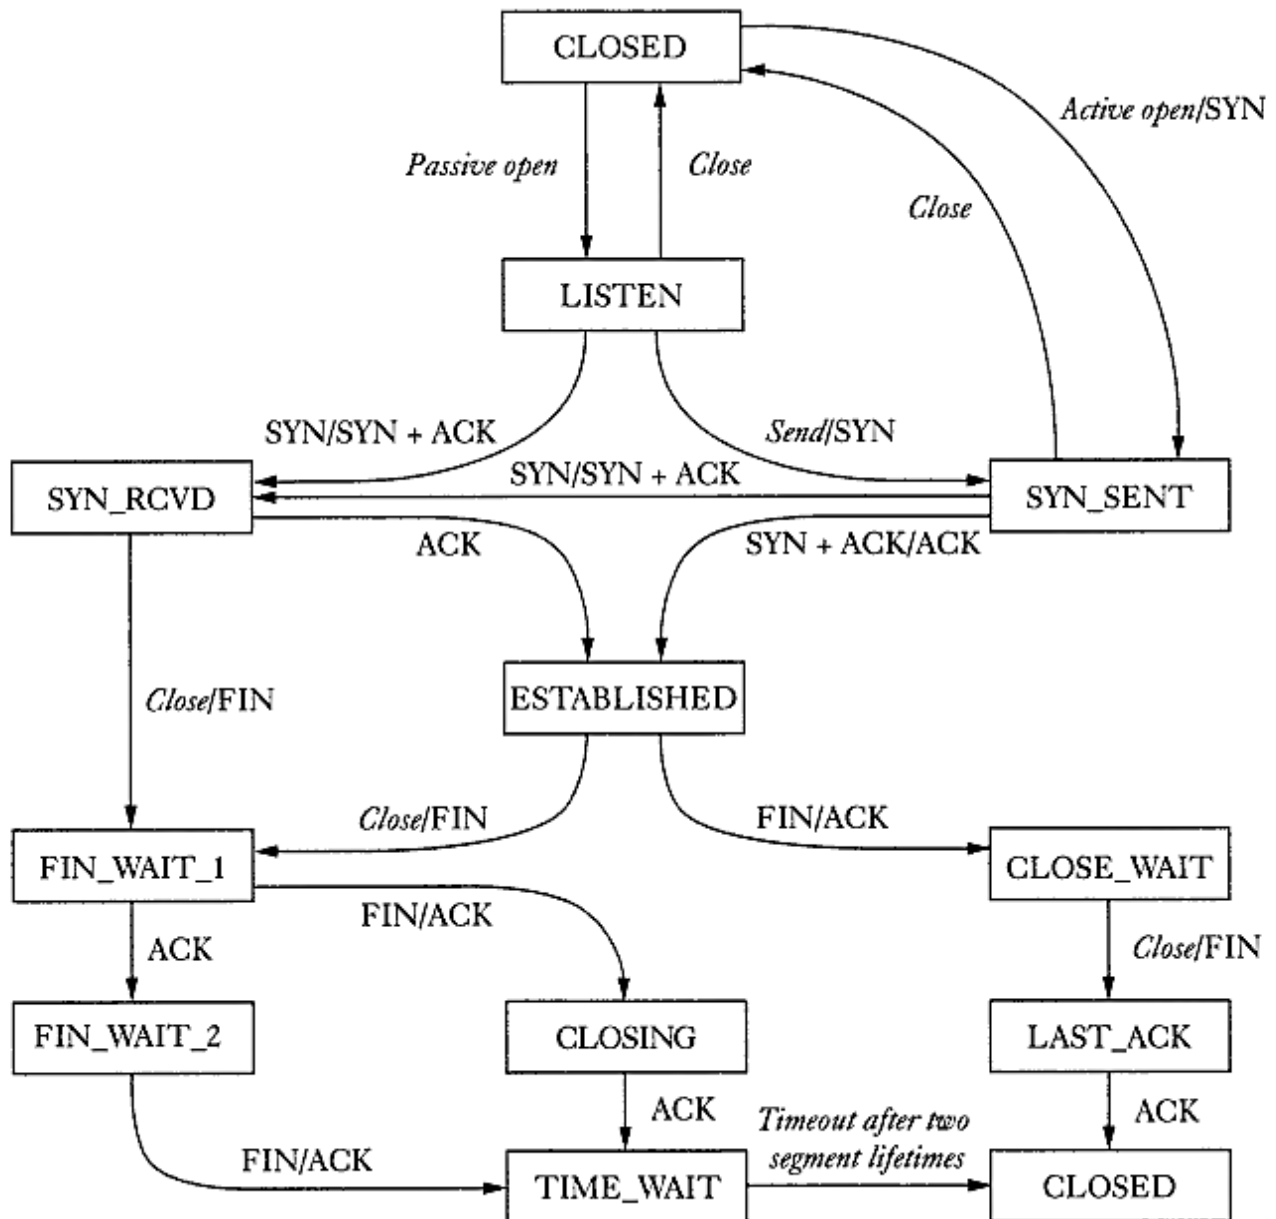 CLOSED
Active open/SYN
Passive open
Close
Close
LISTEN
SYN/SYN + ACK
Send/SYN
SYN/SYN + ACK
SYN_RCVD
SYN_SENT
ACK
SYN + ACK/ACK
Close/FIN
ESTABLISHED
Close/FIN
FIN/ACK
FIN_WAIT_1
CLOSE_WAIT
FIN/ACK
ACK
Close/FIN
FIN_WAIT_2
CLOSING
LAST_ACK
ACK
ACK
Timeout after two
segment lifetimes
FIN/ACK
TIME_WAIT
CLOSED